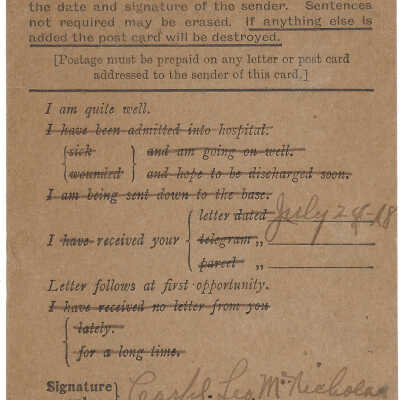 the date and signature of the sender. Sentences
not required may be erased. If anything else is
added the post card will be destroyed.
[Postage must be prepaid on any letter or post card
addressed to the sender of this card.]
I am quite well.
I have been admitted into hospital.
sick } and am going on well.
wounded } and hope to be discharged soon.
I am being sent down to the base.
letter dated July 24-18
I have received your { telegram „
parcel „
Letter follows at first opportunity.
I have received no letter from you
lately.
for a long time.
Signature } Leo McNicholas